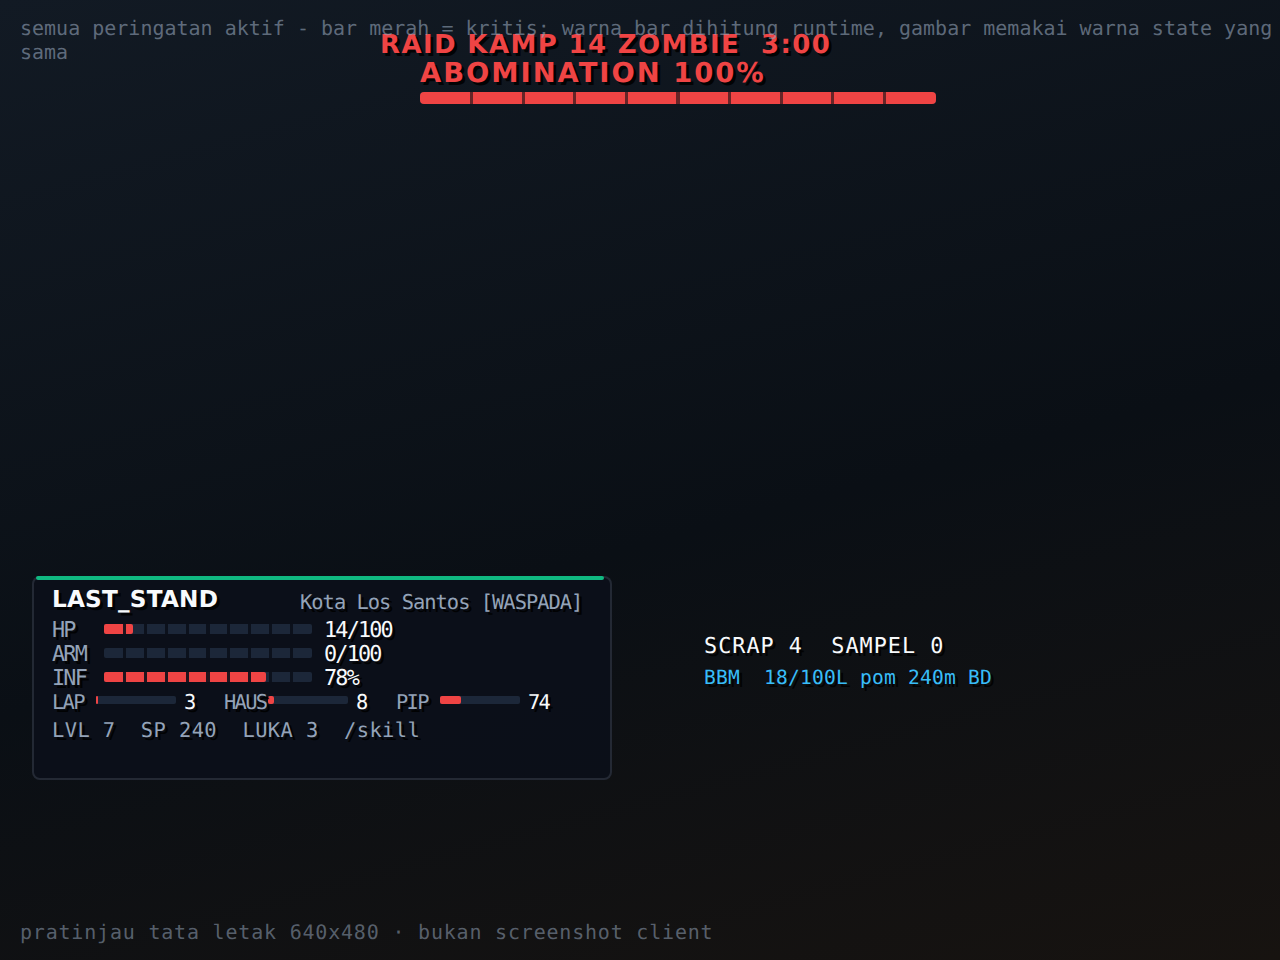 semua peringatan aktif - bar merah = kritis; warna bar dihitung runtime, gambar memakai warna state yang
sama
RAID KAMP 14 ZOMBIE  3:00
ABOMINATION 100%
LAST_STAND
Kota Los Santos [WASPADA]
HP 14/100
ARM 0/100
INF 78%
LAP 3 HAUS 8 PIP 74
LVL 7  SP 240  LUKA 3  /skill
SCRAP 4  SAMPEL 0
BBM  18/100L pom 240m BD
pratinjau tata letak 640x480 · bukan screenshot client